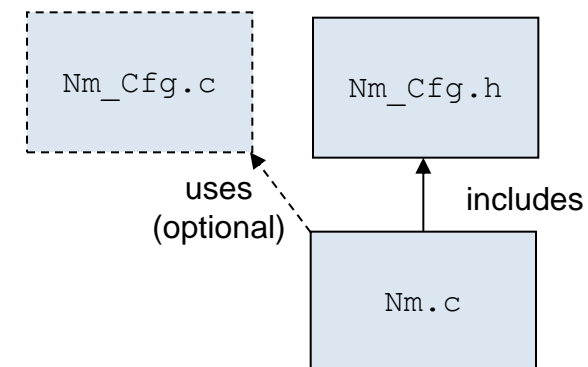 Nm_Cfg.c
Nm_Cfg.h
uses
(optional)
includes
Nm.c